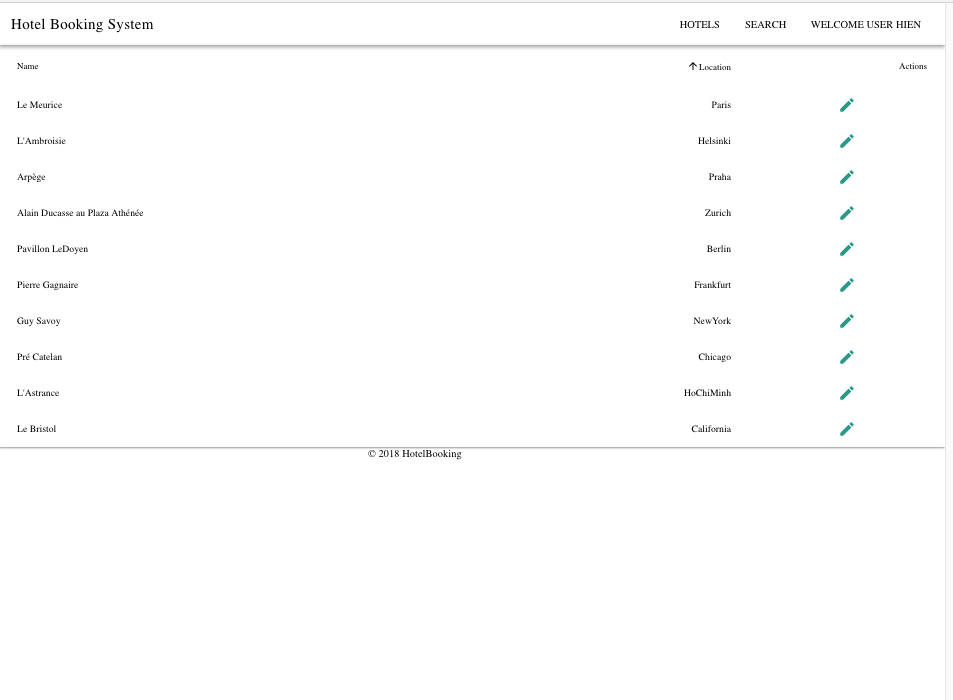 Hotel Booking System HOTELS SEARCH WELCOME USER HIEN
Name Location Actions
Le Meurice Paris
L'Ambroisie Helsinki
Arpège Praha
Alain Ducasse au Plaza Athénée Zurich
Pavillon LeDoyen Berlin
Pierre Gagnaire Frankfurt
Guy Savoy NewYork
Pré Catelan Chicago
L'Astrance HoChiMinh
Le Bristol California
© 2018 HotelBooking